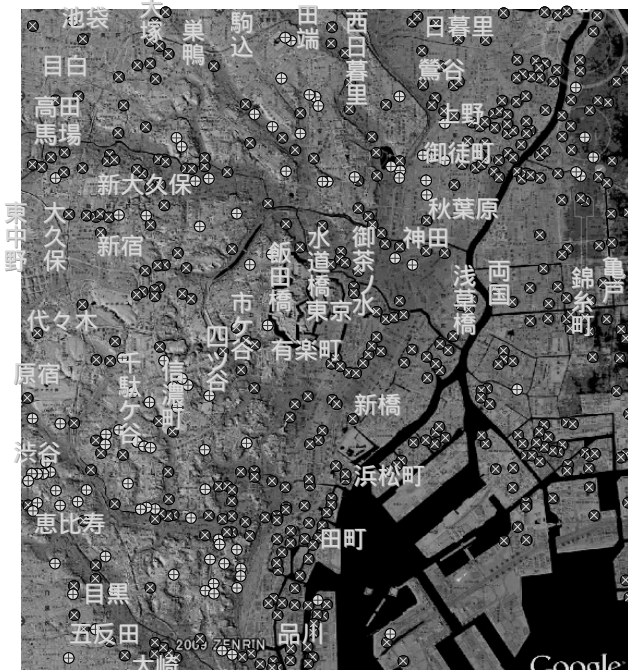 池袋
大塚
巣鴨
駒込
田端
西日暮里
日暮里
目白
鶯谷
高田
馬場
上野
御徒町
新大久保
東中野
大久保
新宿
秋葉原
飯田橋
水道橋
御茶ノ水
神田
浅草橋
両国
錦糸町
亀戸
代々木
市ケ谷
四ツ谷
東京
有楽町
原宿
千駄ケ谷
信濃町
新橋
渋谷
浜松町
恵比寿
田町
目黒
五反田
大崎
品川
2009 ZENRIN
Google